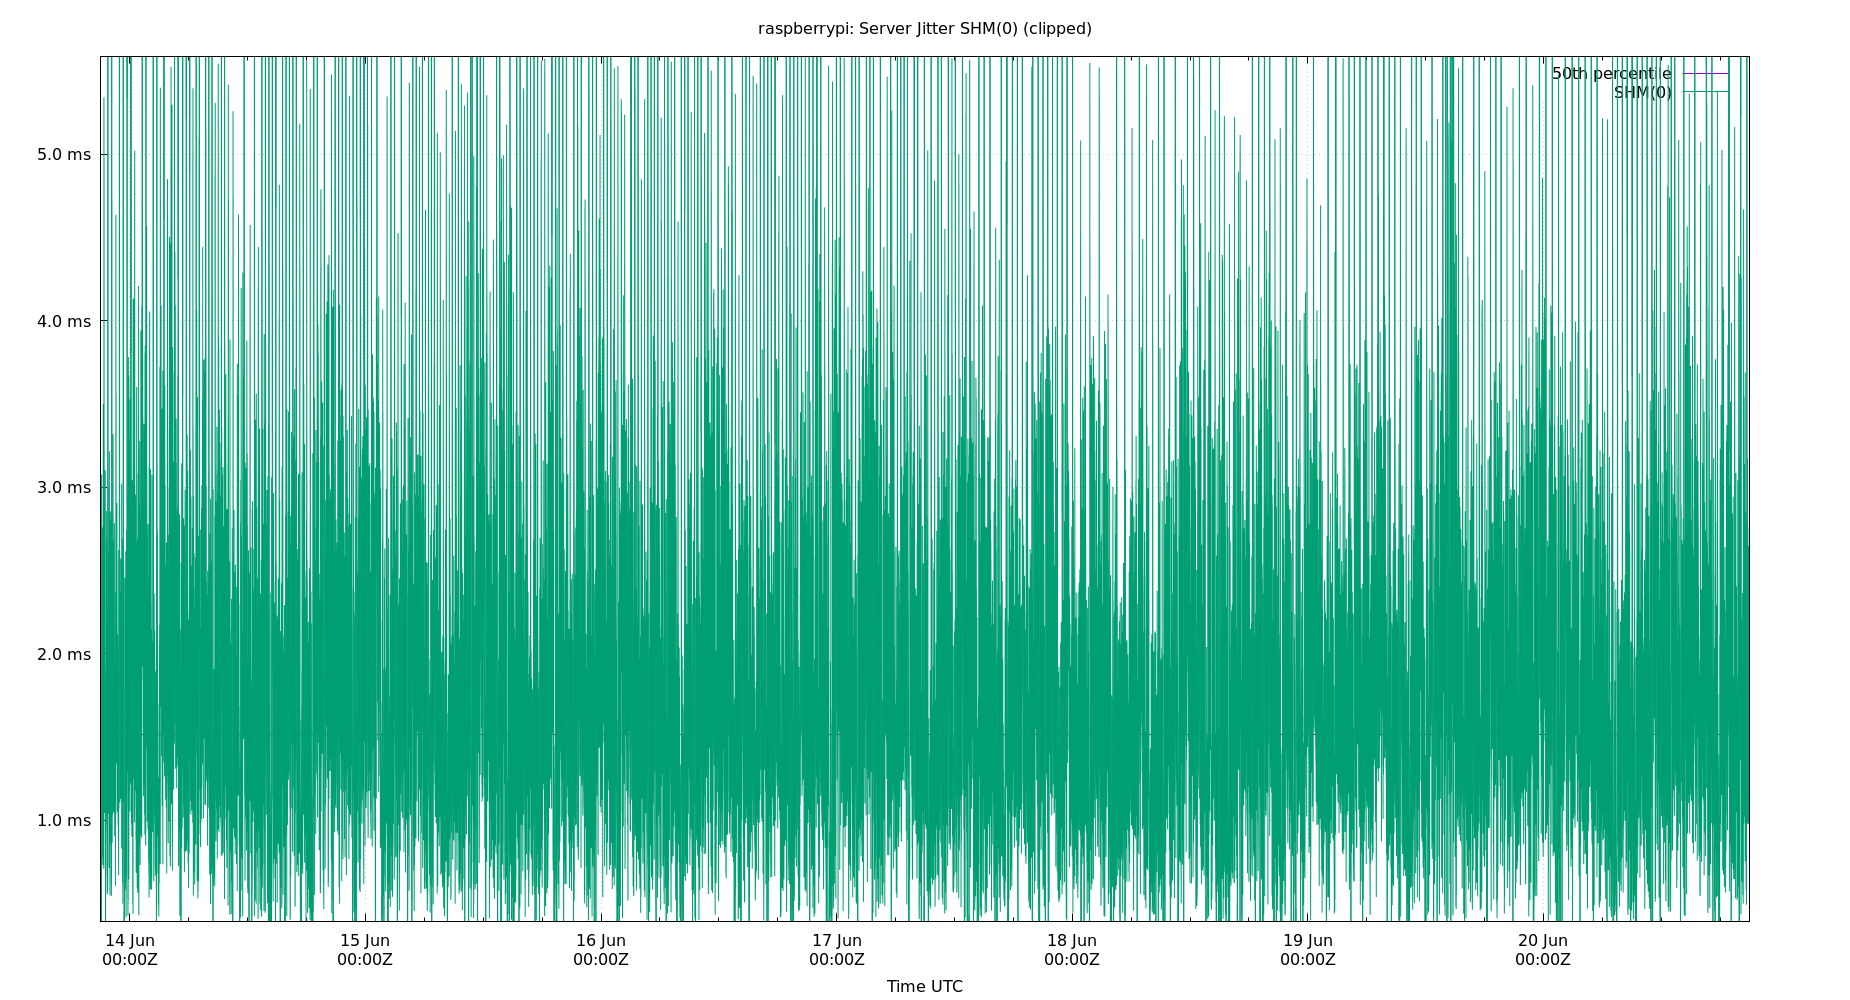 raspberrypi: Server Jitter SHM(0) (clipped)
50th percentile
SHM(0)
5.0 ms
4.0 ms
3.0 ms
2.0 ms
1.0 ms
14 Jun 15 Jun 16 Jun 17 Jun 18 Jun 19 Jun 20 Jun
00:00Z 00:00Z 00:00Z 00:00Z 00:00Z 00:00Z 00:00Z
Time UTC